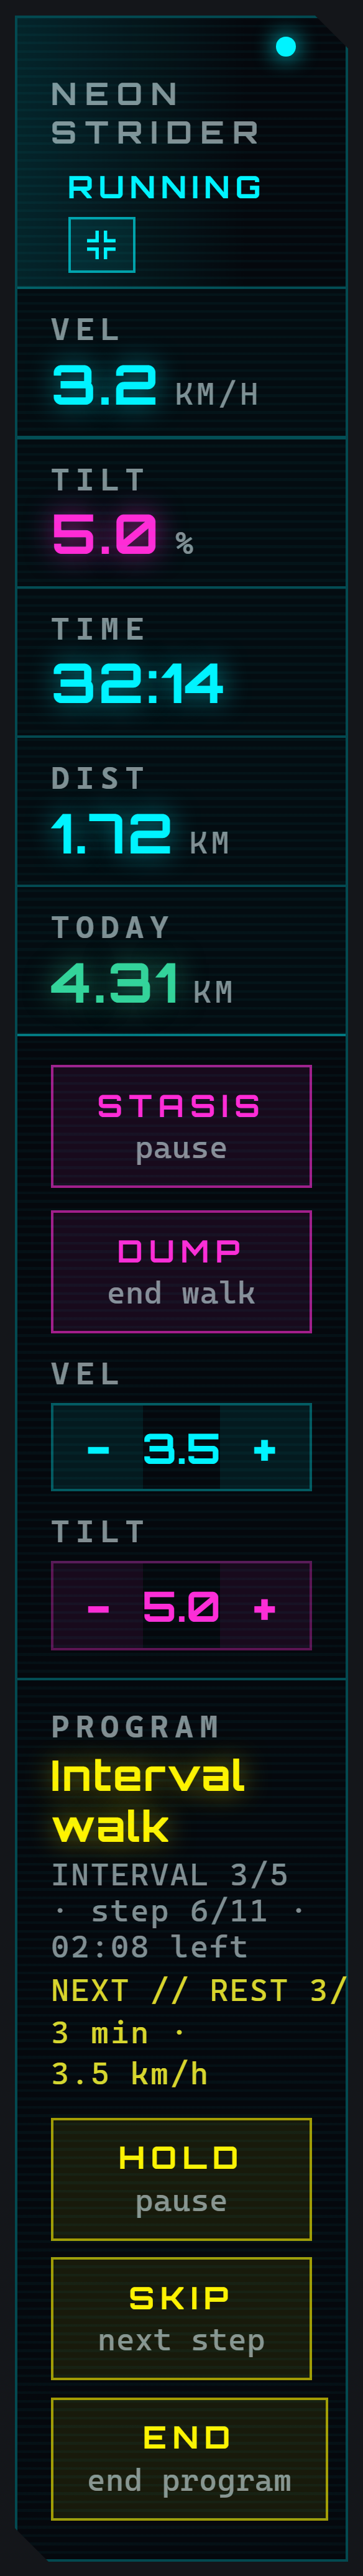 NEON
STRIDER
RUNNING
VEL
3.2 KM/H
TILT
5.0 %
TIME
32:14
DIST
1.72 KM
TODAY
4.31 KM
STASIS
pause
DUMP
end walk
VEL
- 3.5 +
TILT
- 5.0 +
PROGRAM
Interval
walk
INTERVAL 3/5
· step 6/11 ·
02:08 left
NEXT // REST 3/
3 min ·
3.5 km/h
HOLD
pause
SKIP
next step
END
end program